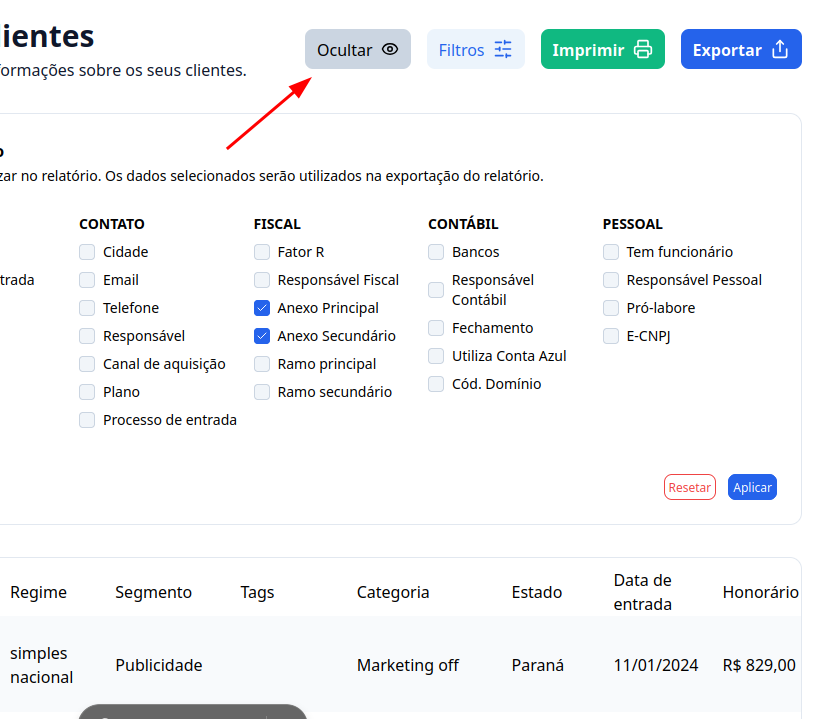 lientes
Ocultar
Filtros
Imprimir
Exportar
formações sobre os seus clientes.
o
zar no relatório. Os dados selecionados serão utilizados na exportação do relatório.
CONTATO
FISCAL
CONTÁBIL
PESSOAL
Cidade
Fator R
Bancos
Tem funcionário
trada
Email
Responsável Fiscal
Responsável
Contábil
Responsável Pessoal
Telefone
Anexo Principal
Pró-labore
Responsável
Anexo Secundário
Fechamento
E-CNPJ
Canal de aquisição
Ramo principal
Utiliza Conta Azul
Plano
Ramo secundário
Cód. Domínio
Processo de entrada
Resetar
Aplicar
Regime
Segmento
Tags
Categoria
Estado
Data de
entrada
Honorário
simples
nacional
Publicidade
Marketing off
Paraná
11/01/2024
R$ 829,00